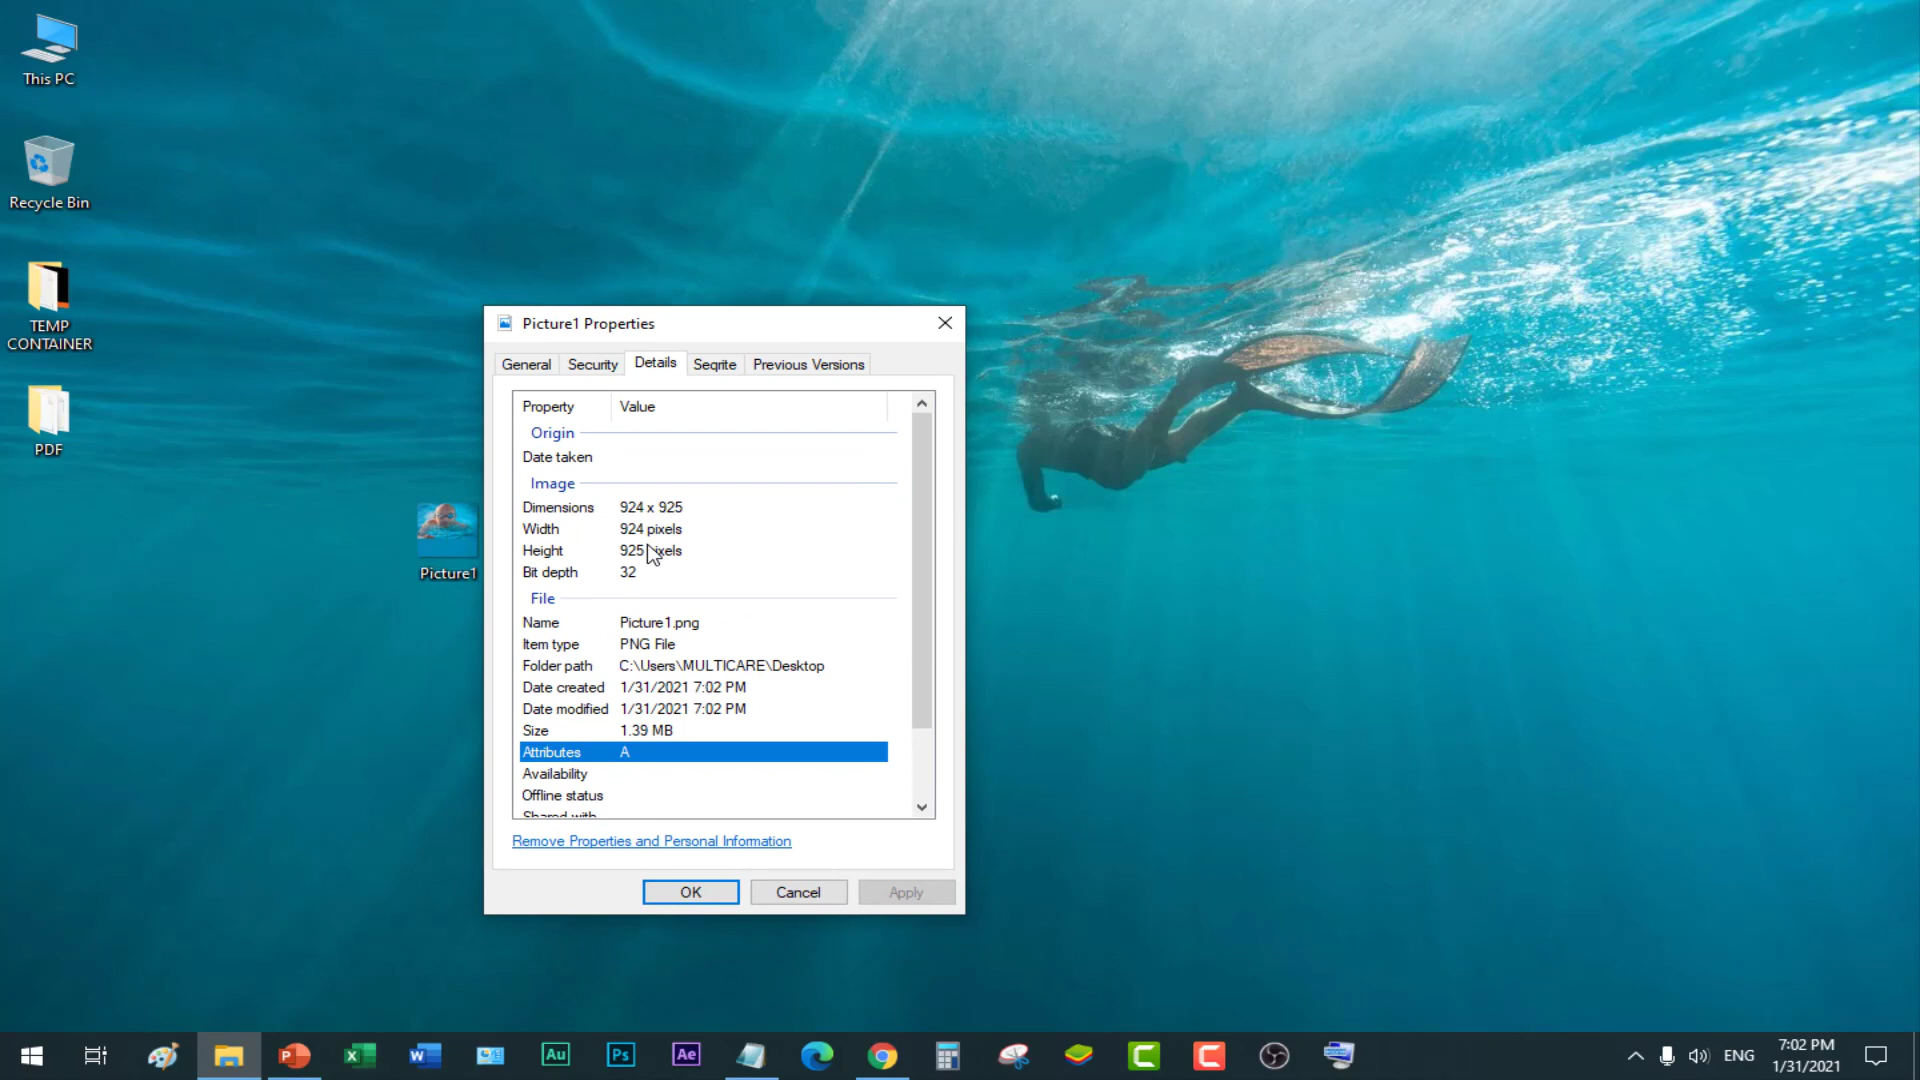 This PC
Recycle Bin
TEMP
CONTAINER
PDF
Picture1
Picture1 Properties
General Security Details Seqrite Previous Versions
Property Value
Origin
Date taken
Image
Dimensions 924 x 925
Width 924 pixels
Height 925 pixels
Bit depth 32
File
Name Picture1.png
Item type PNG File
Folder path C:\Users\MULTICARE\Desktop
Date created 1/31/2021 7:02 PM
Date modified 1/31/2021 7:02 PM
Size 1.39 MB
Attributes A
Availability
Offline status
Shared with
Remove Properties and Personal Information
OK Cancel Apply
P X W Au Ps Ae C C ENG 7:02 PM
1/31/2021